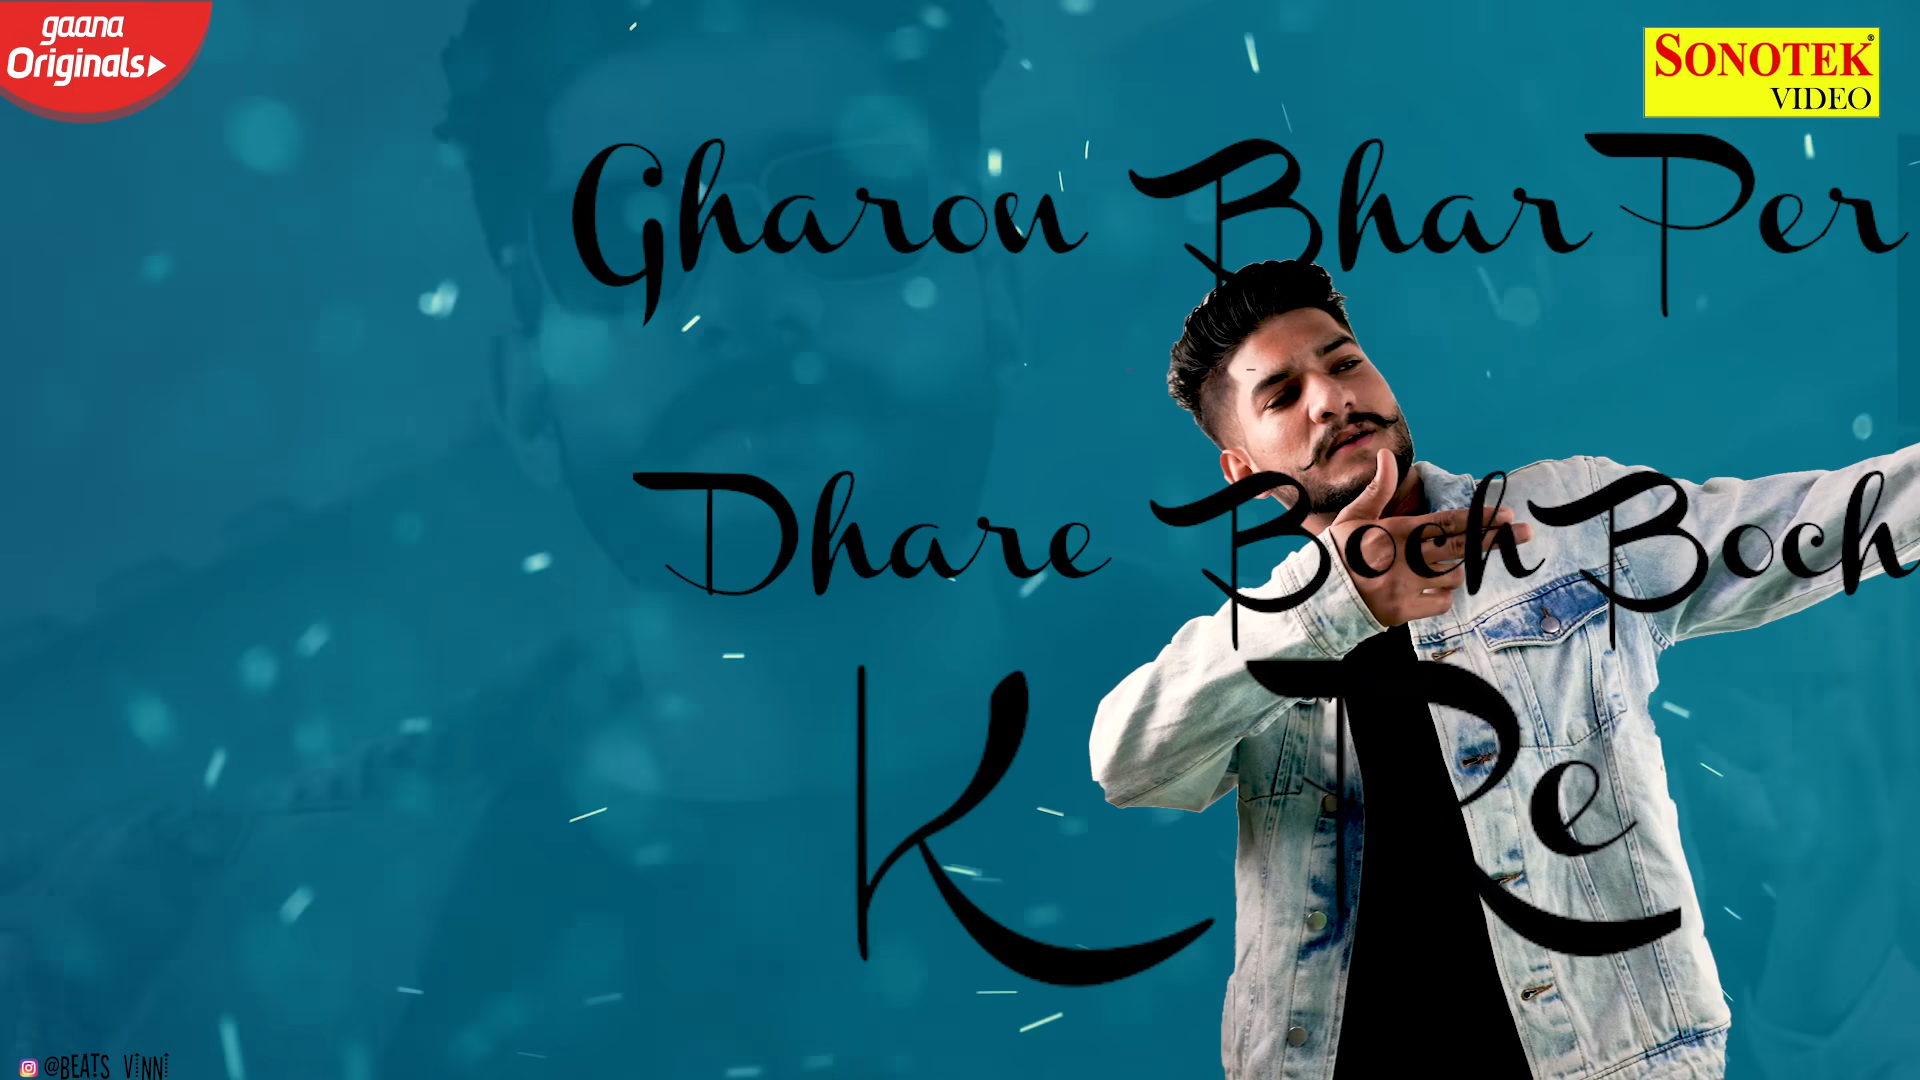 gaana
Originals
SONOTEK®
VIDEO
Gharon Bhar Per
Dhare Boch Boch
K Re
@BEATS_VINNI